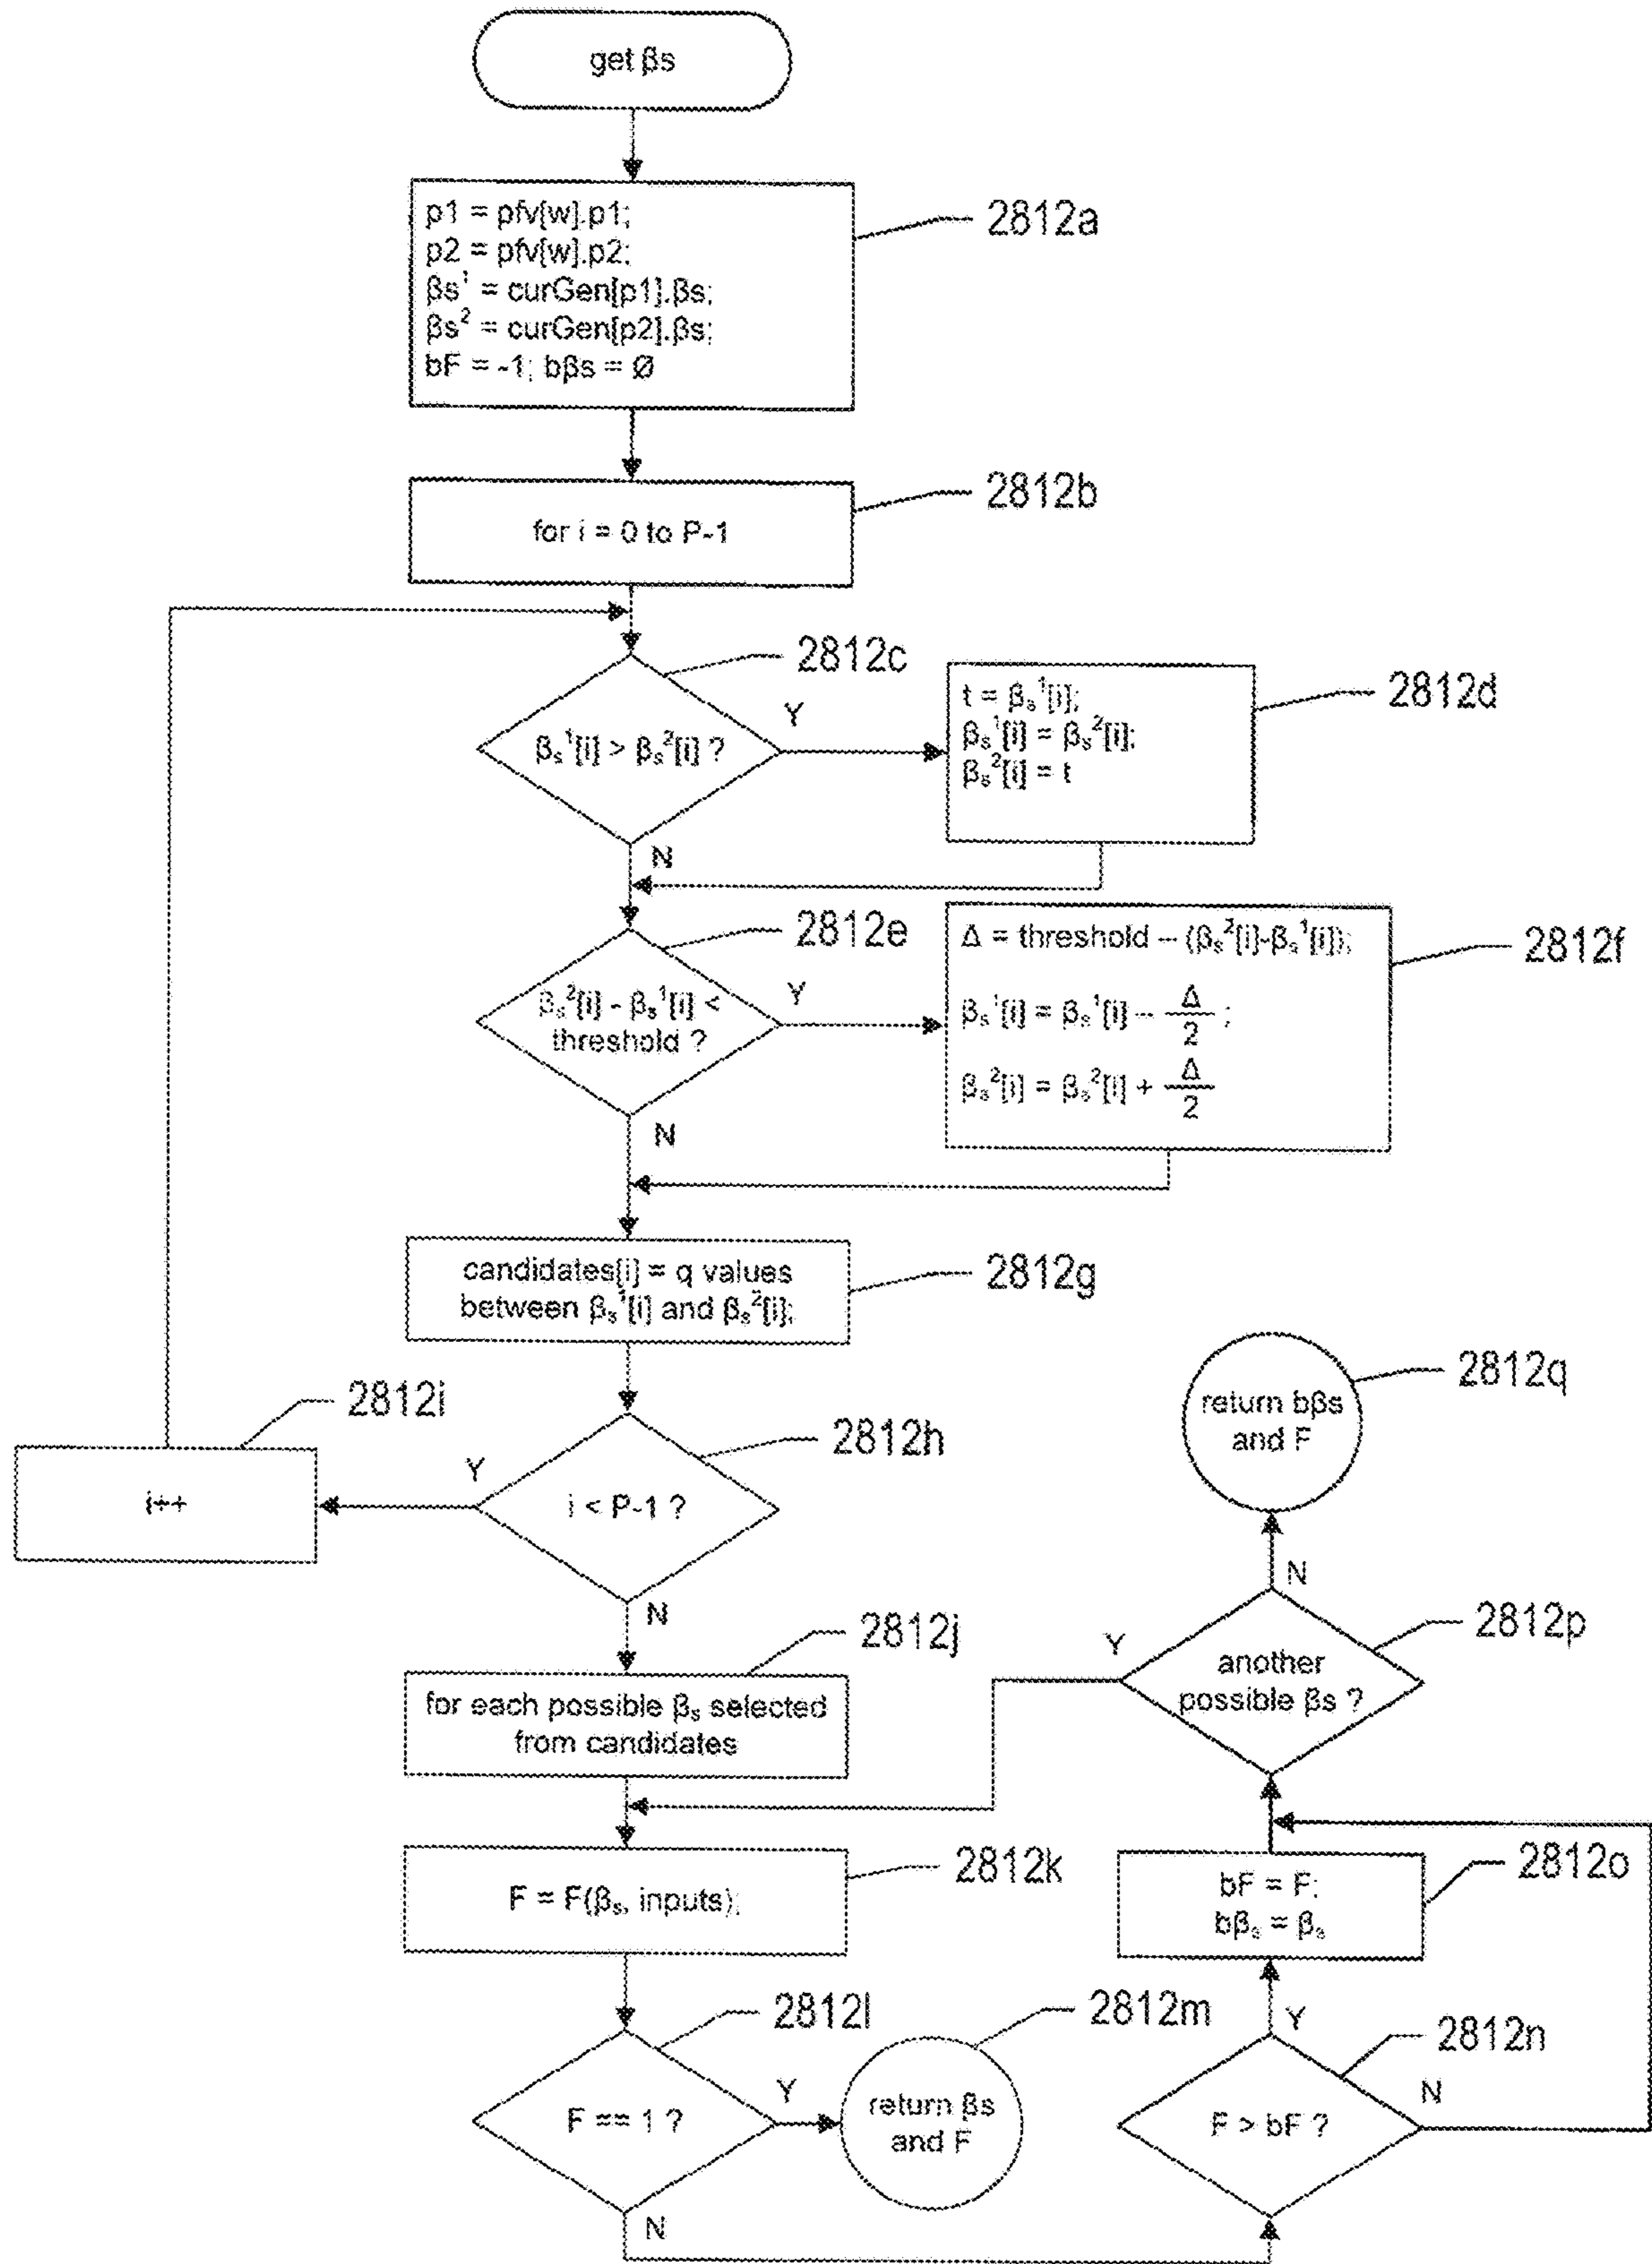 get βs
p1 = pfv[w].p1;
p2 = pfv[w].p2;
βs¹ = curGen[p1].βs;
βs² = curGen[p2].βs;
bF = -1; bβs = Ø
2812a
2812b
for i = 0 to P-1
2812c
βₛ¹[i] > βₛ²[i] ?
Y
N
t = βₛ¹[i];
βₛ¹[i] = βₛ²[i];
βₛ²[i] = t
2812d
2812e
βₛ²[i] - βₛ¹[i] <
threshold ?
Y
N
Δ = threshold – (βₛ²[i]-βₛ¹[i]);
βₛ¹[i] = βₛ¹[i] – Δ/2 ;
βₛ²[i] = βₛ²[i] + Δ/2
2812f
candidates[i] = q values
between βₛ¹[i] and βₛ²[i];
2812g
2812h
i < P-1 ?
Y
N
2812i
i++
2812j
for each possible βₛ selected
from candidates
2812k
F = F(βₛ, inputs);
2812l
F == 1 ?
Y
N
2812m
return βs
and F
2812n
F > bF ?
Y
N
2812o
bF = F;
bβₛ = βₛ
2812p
another
possible βs ?
Y
N
2812q
return bβs
and F